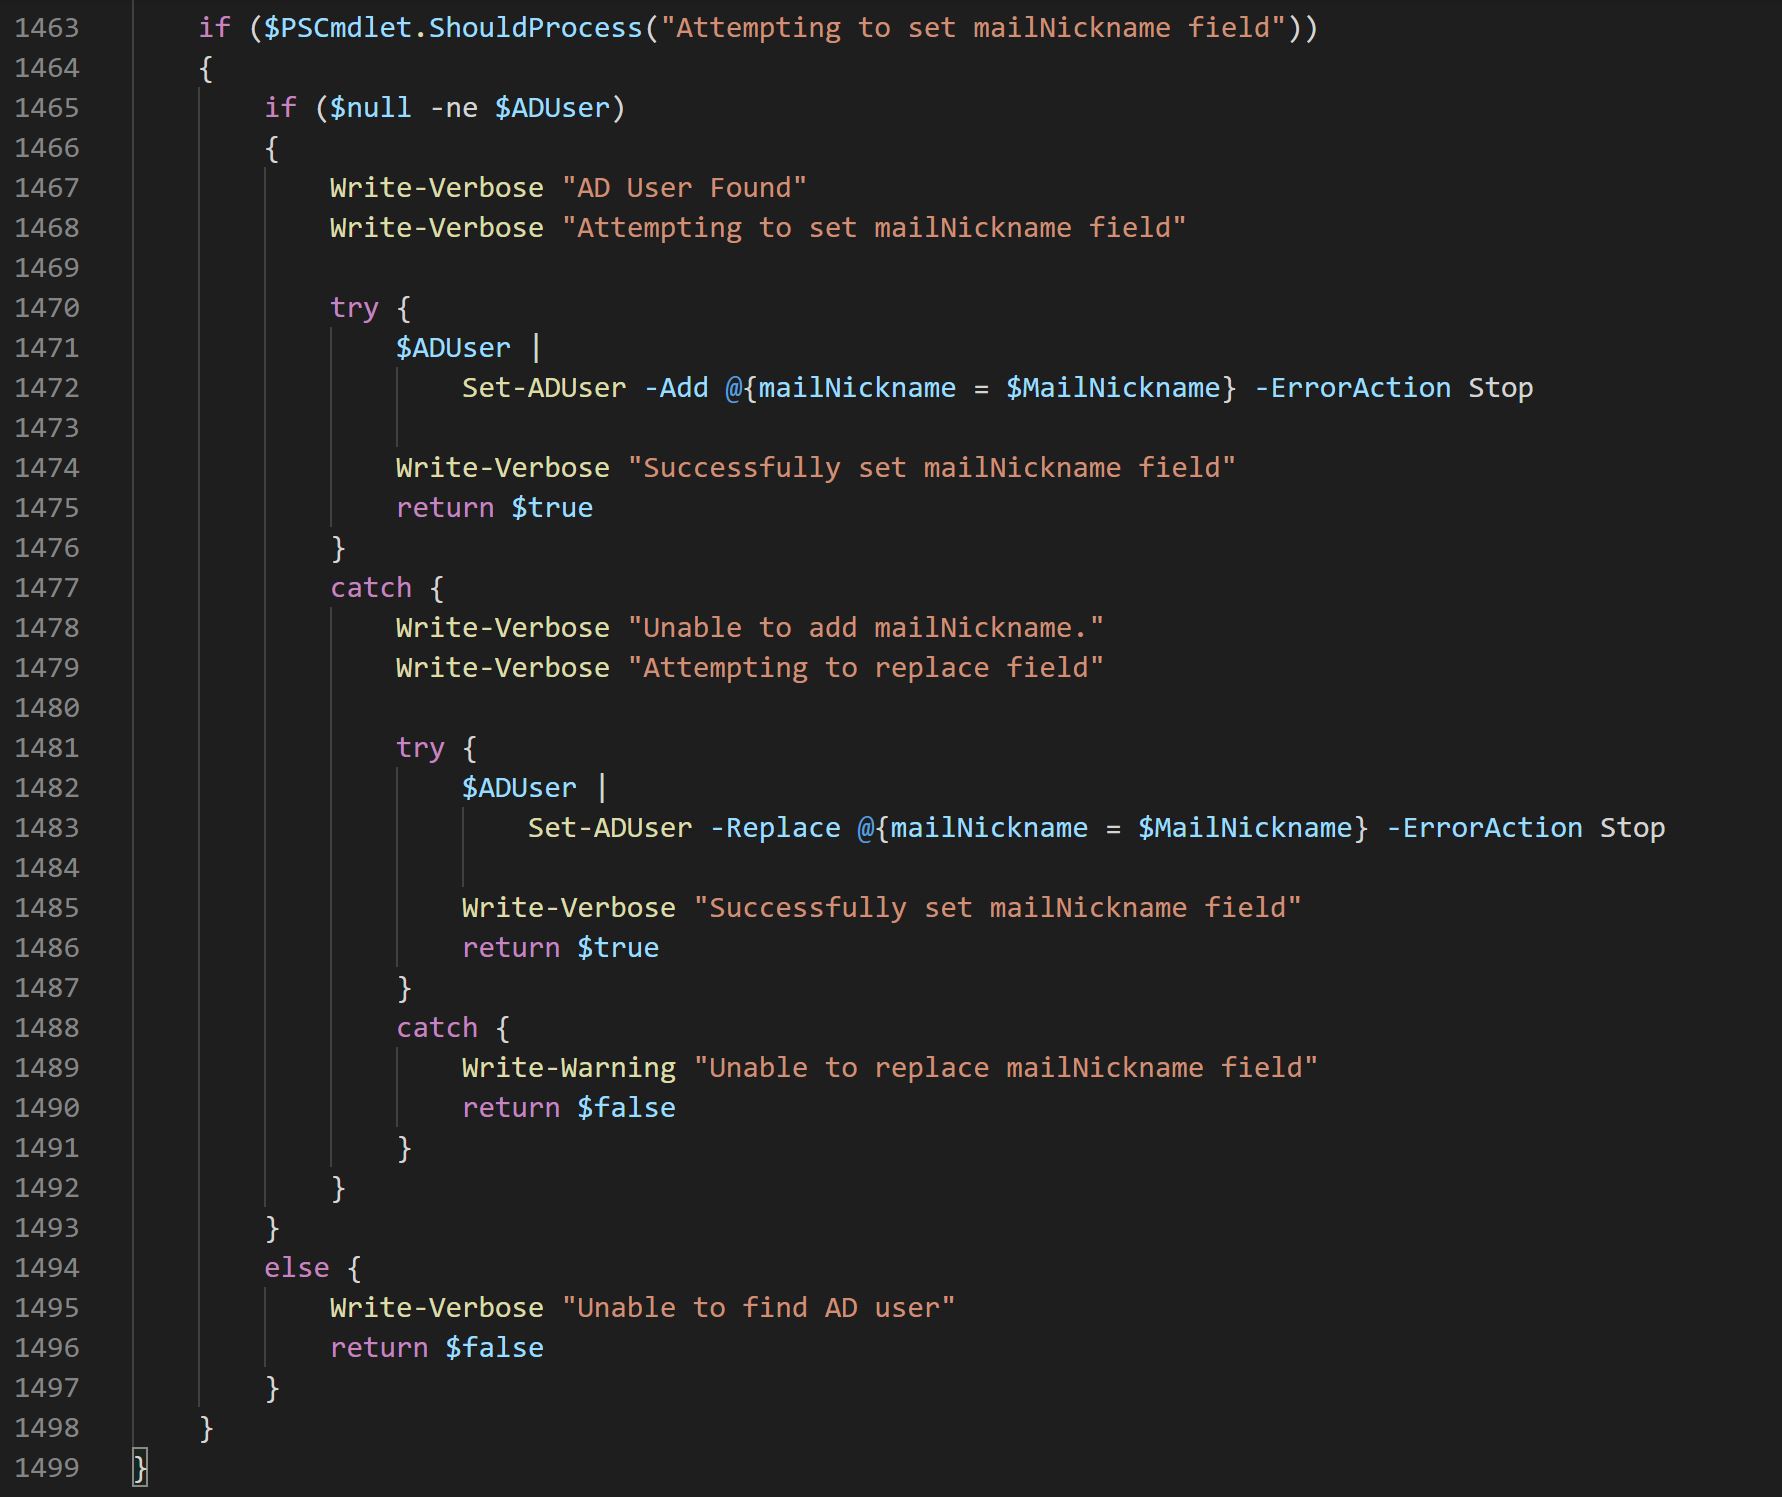 1463 if ($PSCmdlet.ShouldProcess("Attempting to set mailNickname field"))
1464 {
1465 if ($null -ne $ADUser)
1466 {
1467 Write-Verbose "AD User Found"
1468 Write-Verbose "Attempting to set mailNickname field"
1469
1470 try {
1471 $ADUser |
1472 Set-ADUser -Add @{mailNickname = $MailNickname} -ErrorAction Stop
1473
1474 Write-Verbose "Successfully set mailNickname field"
1475 return $true
1476 }
1477 catch {
1478 Write-Verbose "Unable to add mailNickname."
1479 Write-Verbose "Attempting to replace field"
1480
1481 try {
1482 $ADUser |
1483 Set-ADUser -Replace @{mailNickname = $MailNickname} -ErrorAction Stop
1484
1485 Write-Verbose "Successfully set mailNickname field"
1486 return $true
1487 }
1488 catch {
1489 Write-Warning "Unable to replace mailNickname field"
1490 return $false
1491 }
1492 }
1493 }
1494 else {
1495 Write-Verbose "Unable to find AD user"
1496 return $false
1497 }
1498 }
1499 }